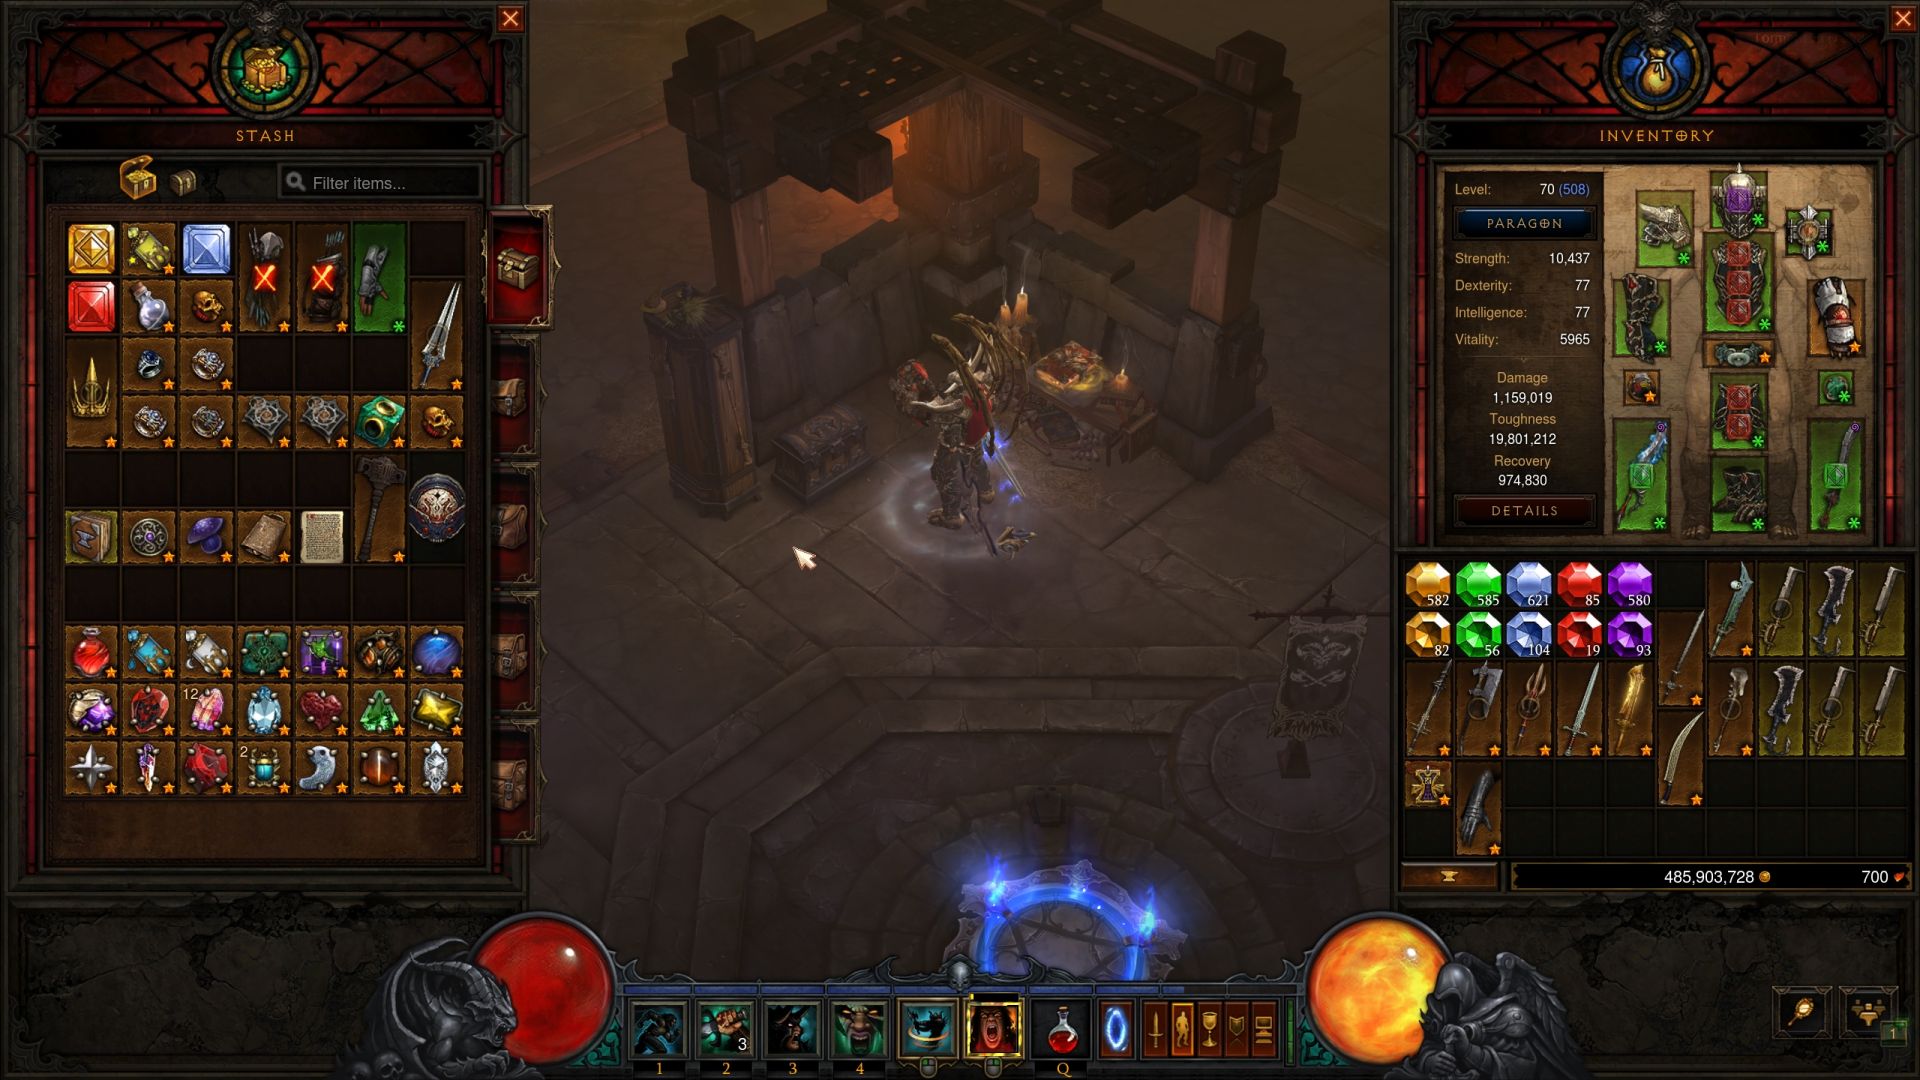 STASH
Filter items...
12
2
INVENTORY
Level: 70 (508)
PARAGON
Strength: 10,437
Dexterity: 77
Intelligence: 77
Vitality: 5965
Damage
1,159,019
Toughness
19,801,212
Recovery
974,830
DETAILS
582 585 621 85 580
82 56 104 19 93
485,903,728 700
3
1 2 3 4 Q
1